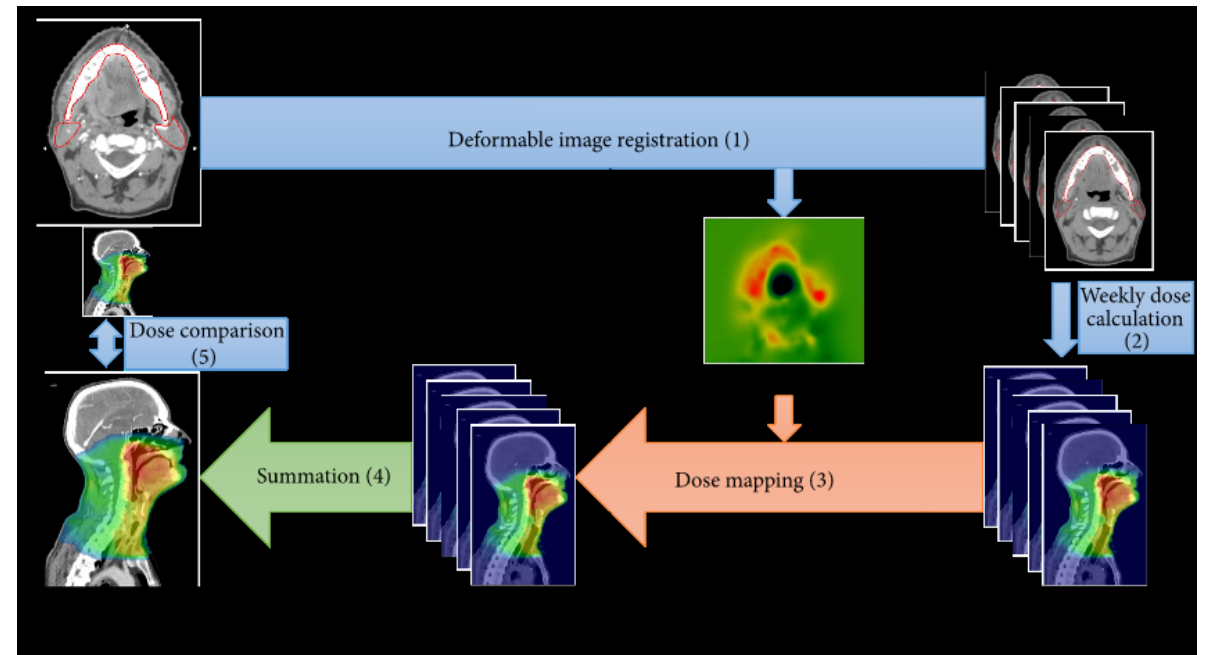 Deformable image registration (1)
Weekly dose
calculation
(2)
Dose comparison
(5)
Summation (4)
Dose mapping (3)